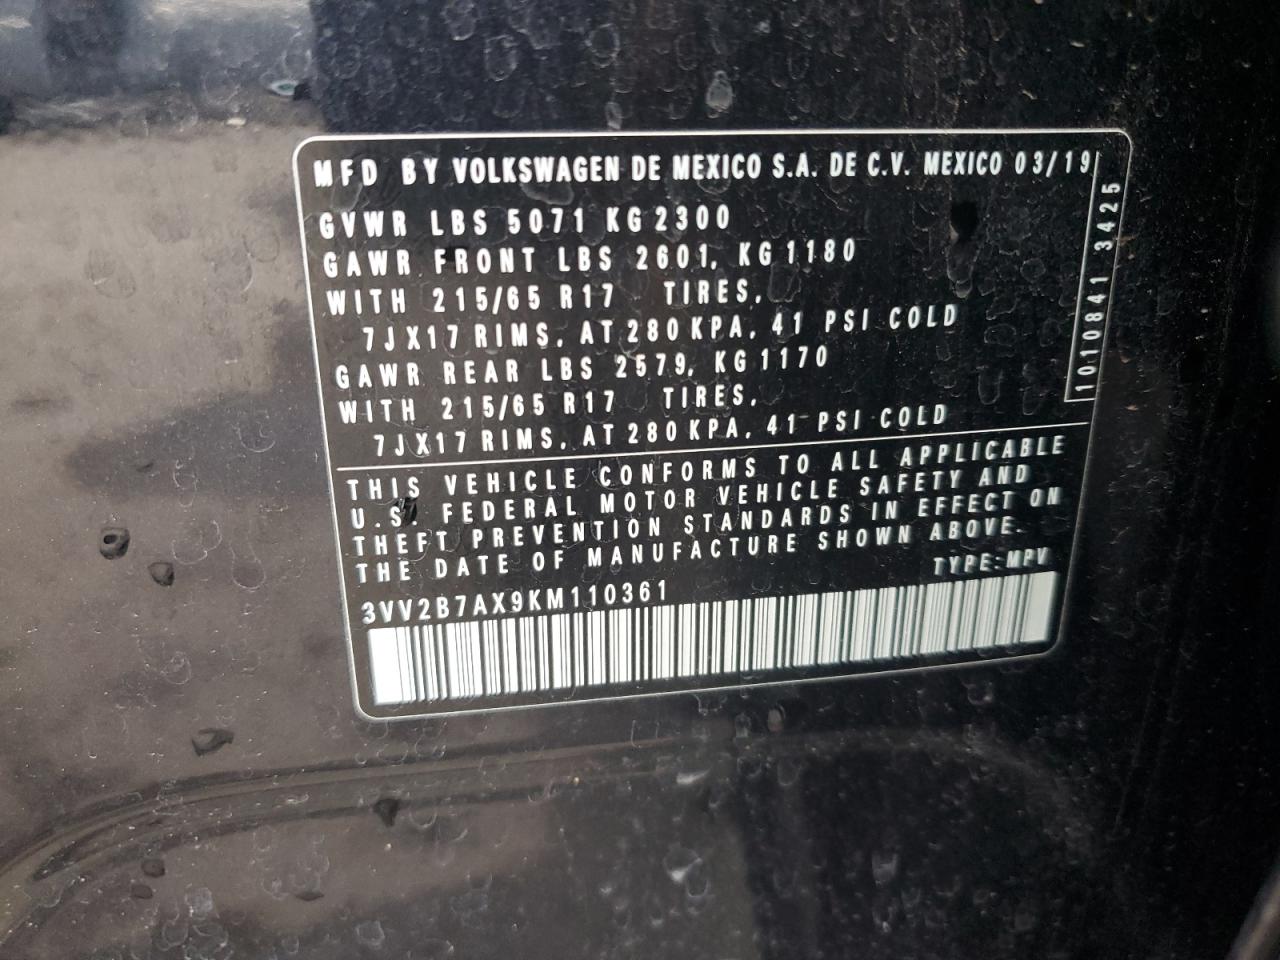 MFD BY VOLKSWAGEN DE MEXICO S.A. DE C.V. MEXICO 03/19
GVWR LBS 5071 KG 2300
GAWR FRONT LBS 2601, KG 1180
WITH 215/65 R17 TIRES,
7JX17 RIMS, AT 280 KPA, 41 PSI COLD
GAWR REAR LBS 2579, KG 1170
WITH 215/65 R17 TIRES,
7JX17 RIMS, AT 280 KPA, 41 PSI COLD
1010841 3425
THIS VEHICLE CONFORMS TO ALL APPLICABLE
U.S. FEDERAL MOTOR VEHICLE SAFETY AND
THEFT PREVENTION STANDARDS IN EFFECT ON
THE DATE OF MANUFACTURE SHOWN ABOVE.
TYPE: MPV
3VV2B7AX9KM110361